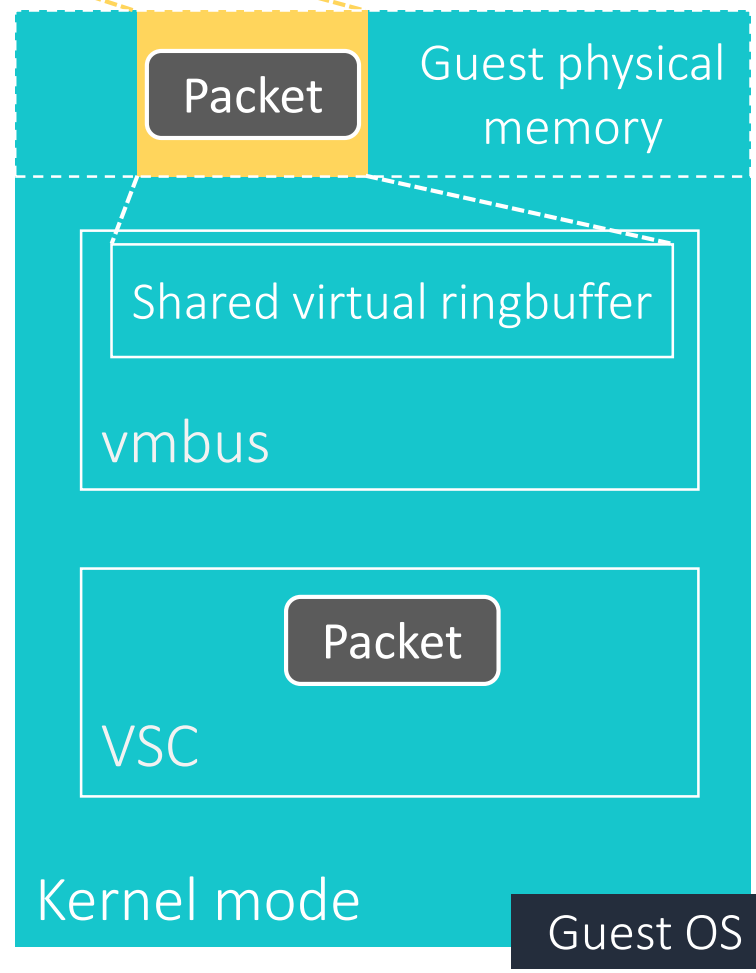 Packet
Guest physical
memory
Shared virtual ringbuffer
vmbus
Packet
VSC
Kernel mode
Guest OS